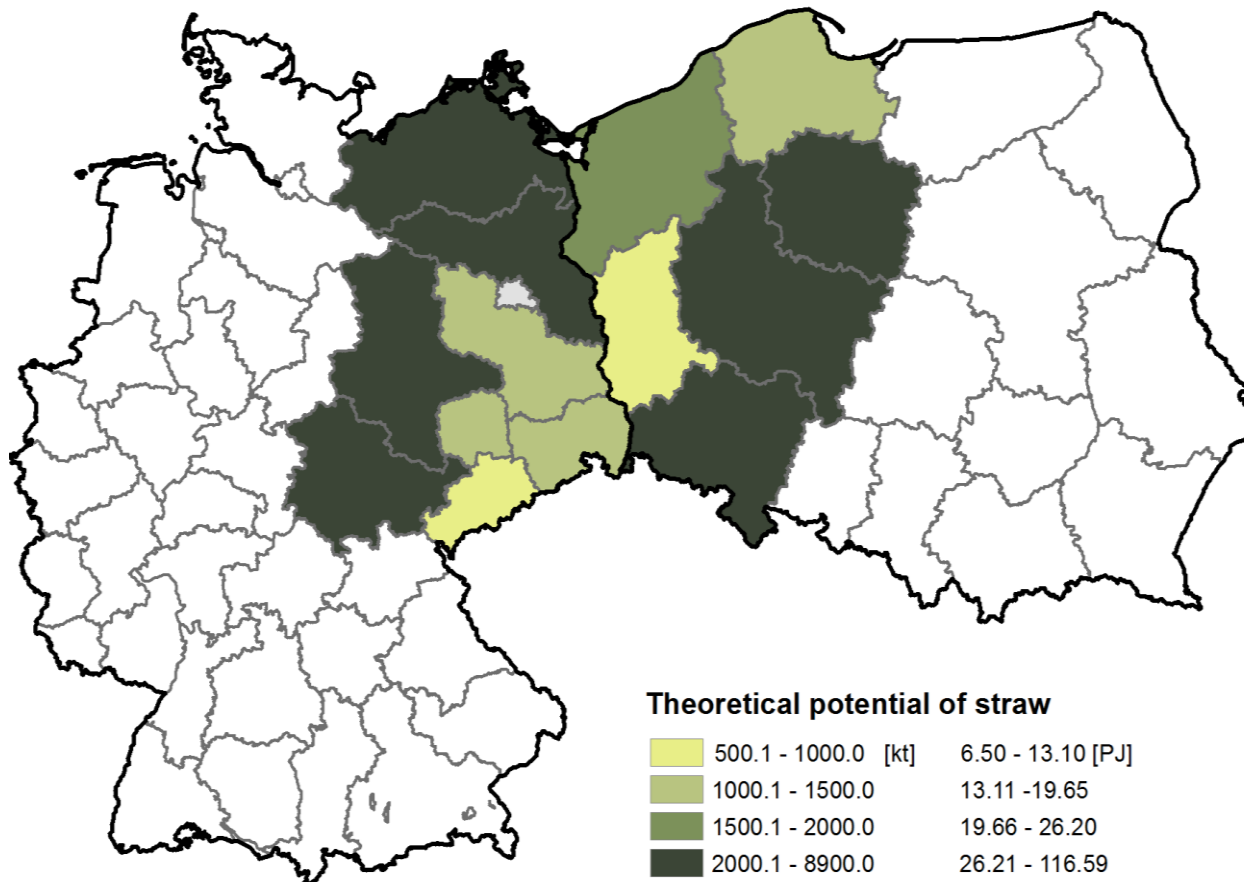 Theoretical potential of straw
500.1 - 1000.0 [kt] 6.50 - 13.10 [PJ]
1000.1 - 1500.0 13.11 -19.65
1500.1 - 2000.0 19.66 - 26.20
2000.1 - 8900.0 26.21 - 116.59